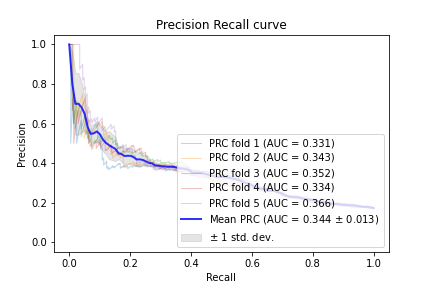 Precision Recall curve
Precision
1.0
0.8
0.6
0.4
0.2
0.0
PRC fold 1 (AUC = 0.331)
PRC fold 2 (AUC = 0.343)
PRC fold 3 (AUC = 0.352)
PRC fold 4 (AUC = 0.334)
PRC fold 5 (AUC = 0.366)
Mean PRC (AUC = 0.344 ± 0.013)
± 1 std. dev.
0.0 0.2 0.4 0.6 0.8 1.0
Recall